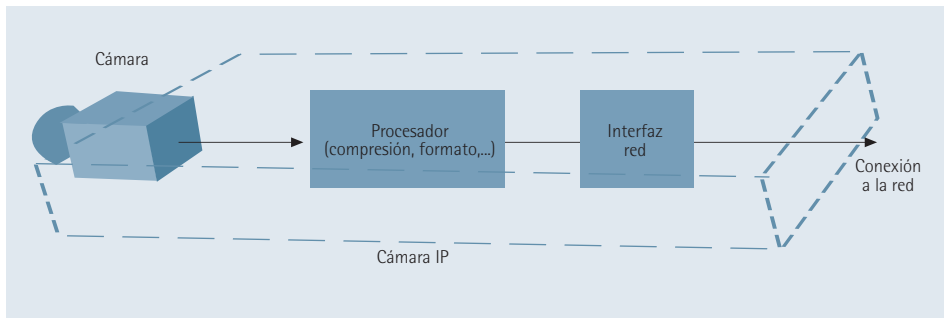 Cámara
Procesador
(compresión, formato,...)
Interfaz
red
Conexión
a la red
Cámara IP